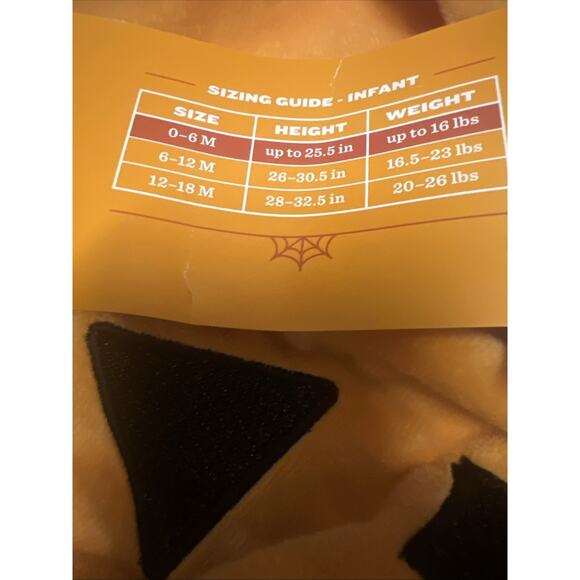 SIZING GUIDE - INFANT
SIZE HEIGHT WEIGHT
0–6 M up to 25.5 in up to 16 lbs
6–12 M 26–30.5 in 16.5–23 lbs
12–18 M 28–32.5 in 20–26 lbs